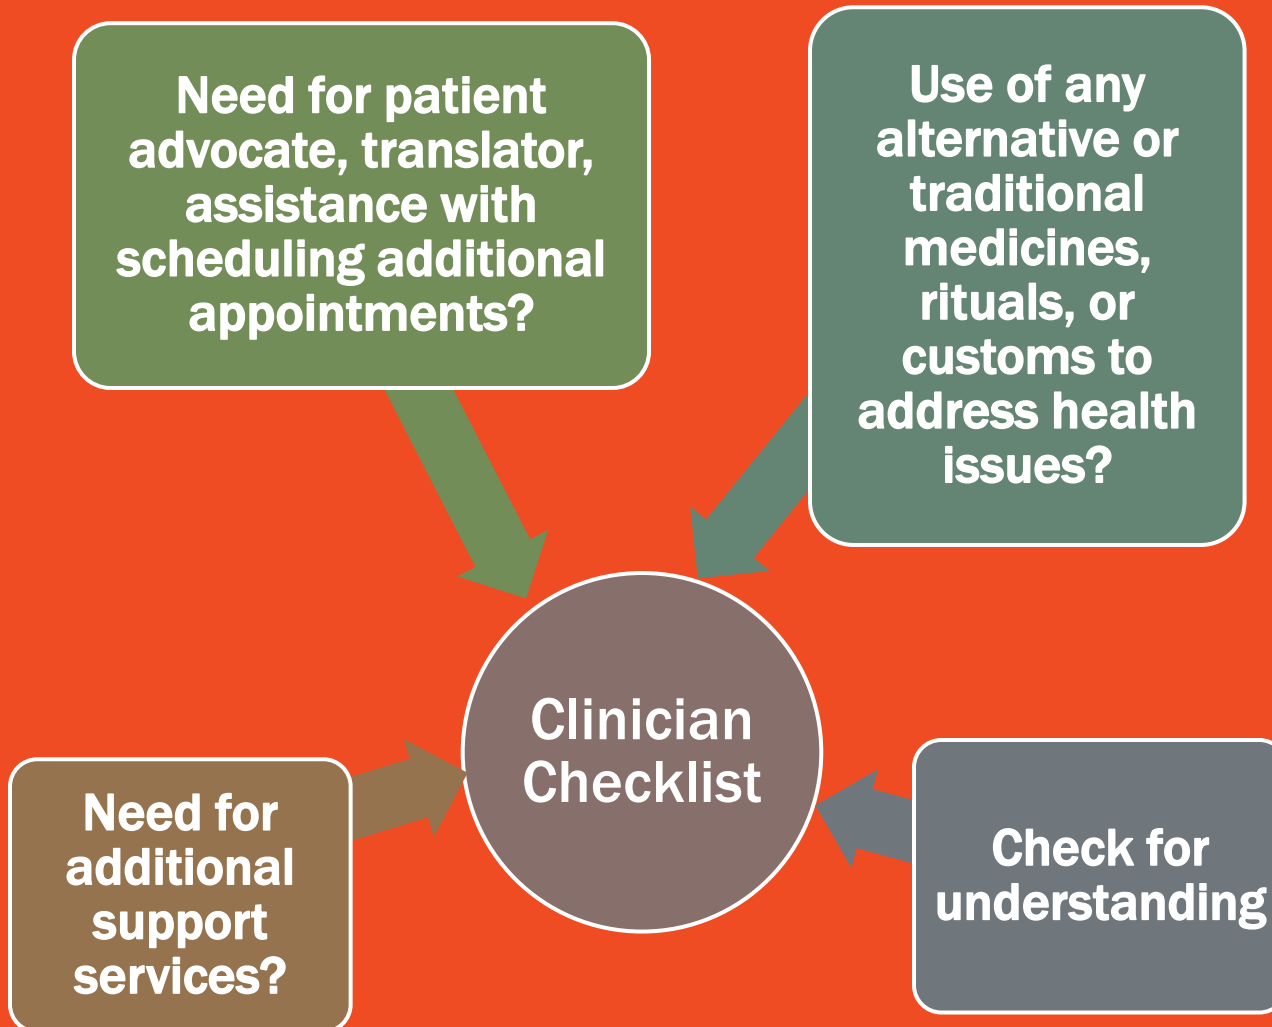 Need for patient
advocate, translator,
assistance with
scheduling additional
appointments?
Use of any
alternative or
traditional
medicines,
rituals, or
customs to
address health
issues?
Clinician
Checklist
Need for
additional
support
services?
Check for
understanding